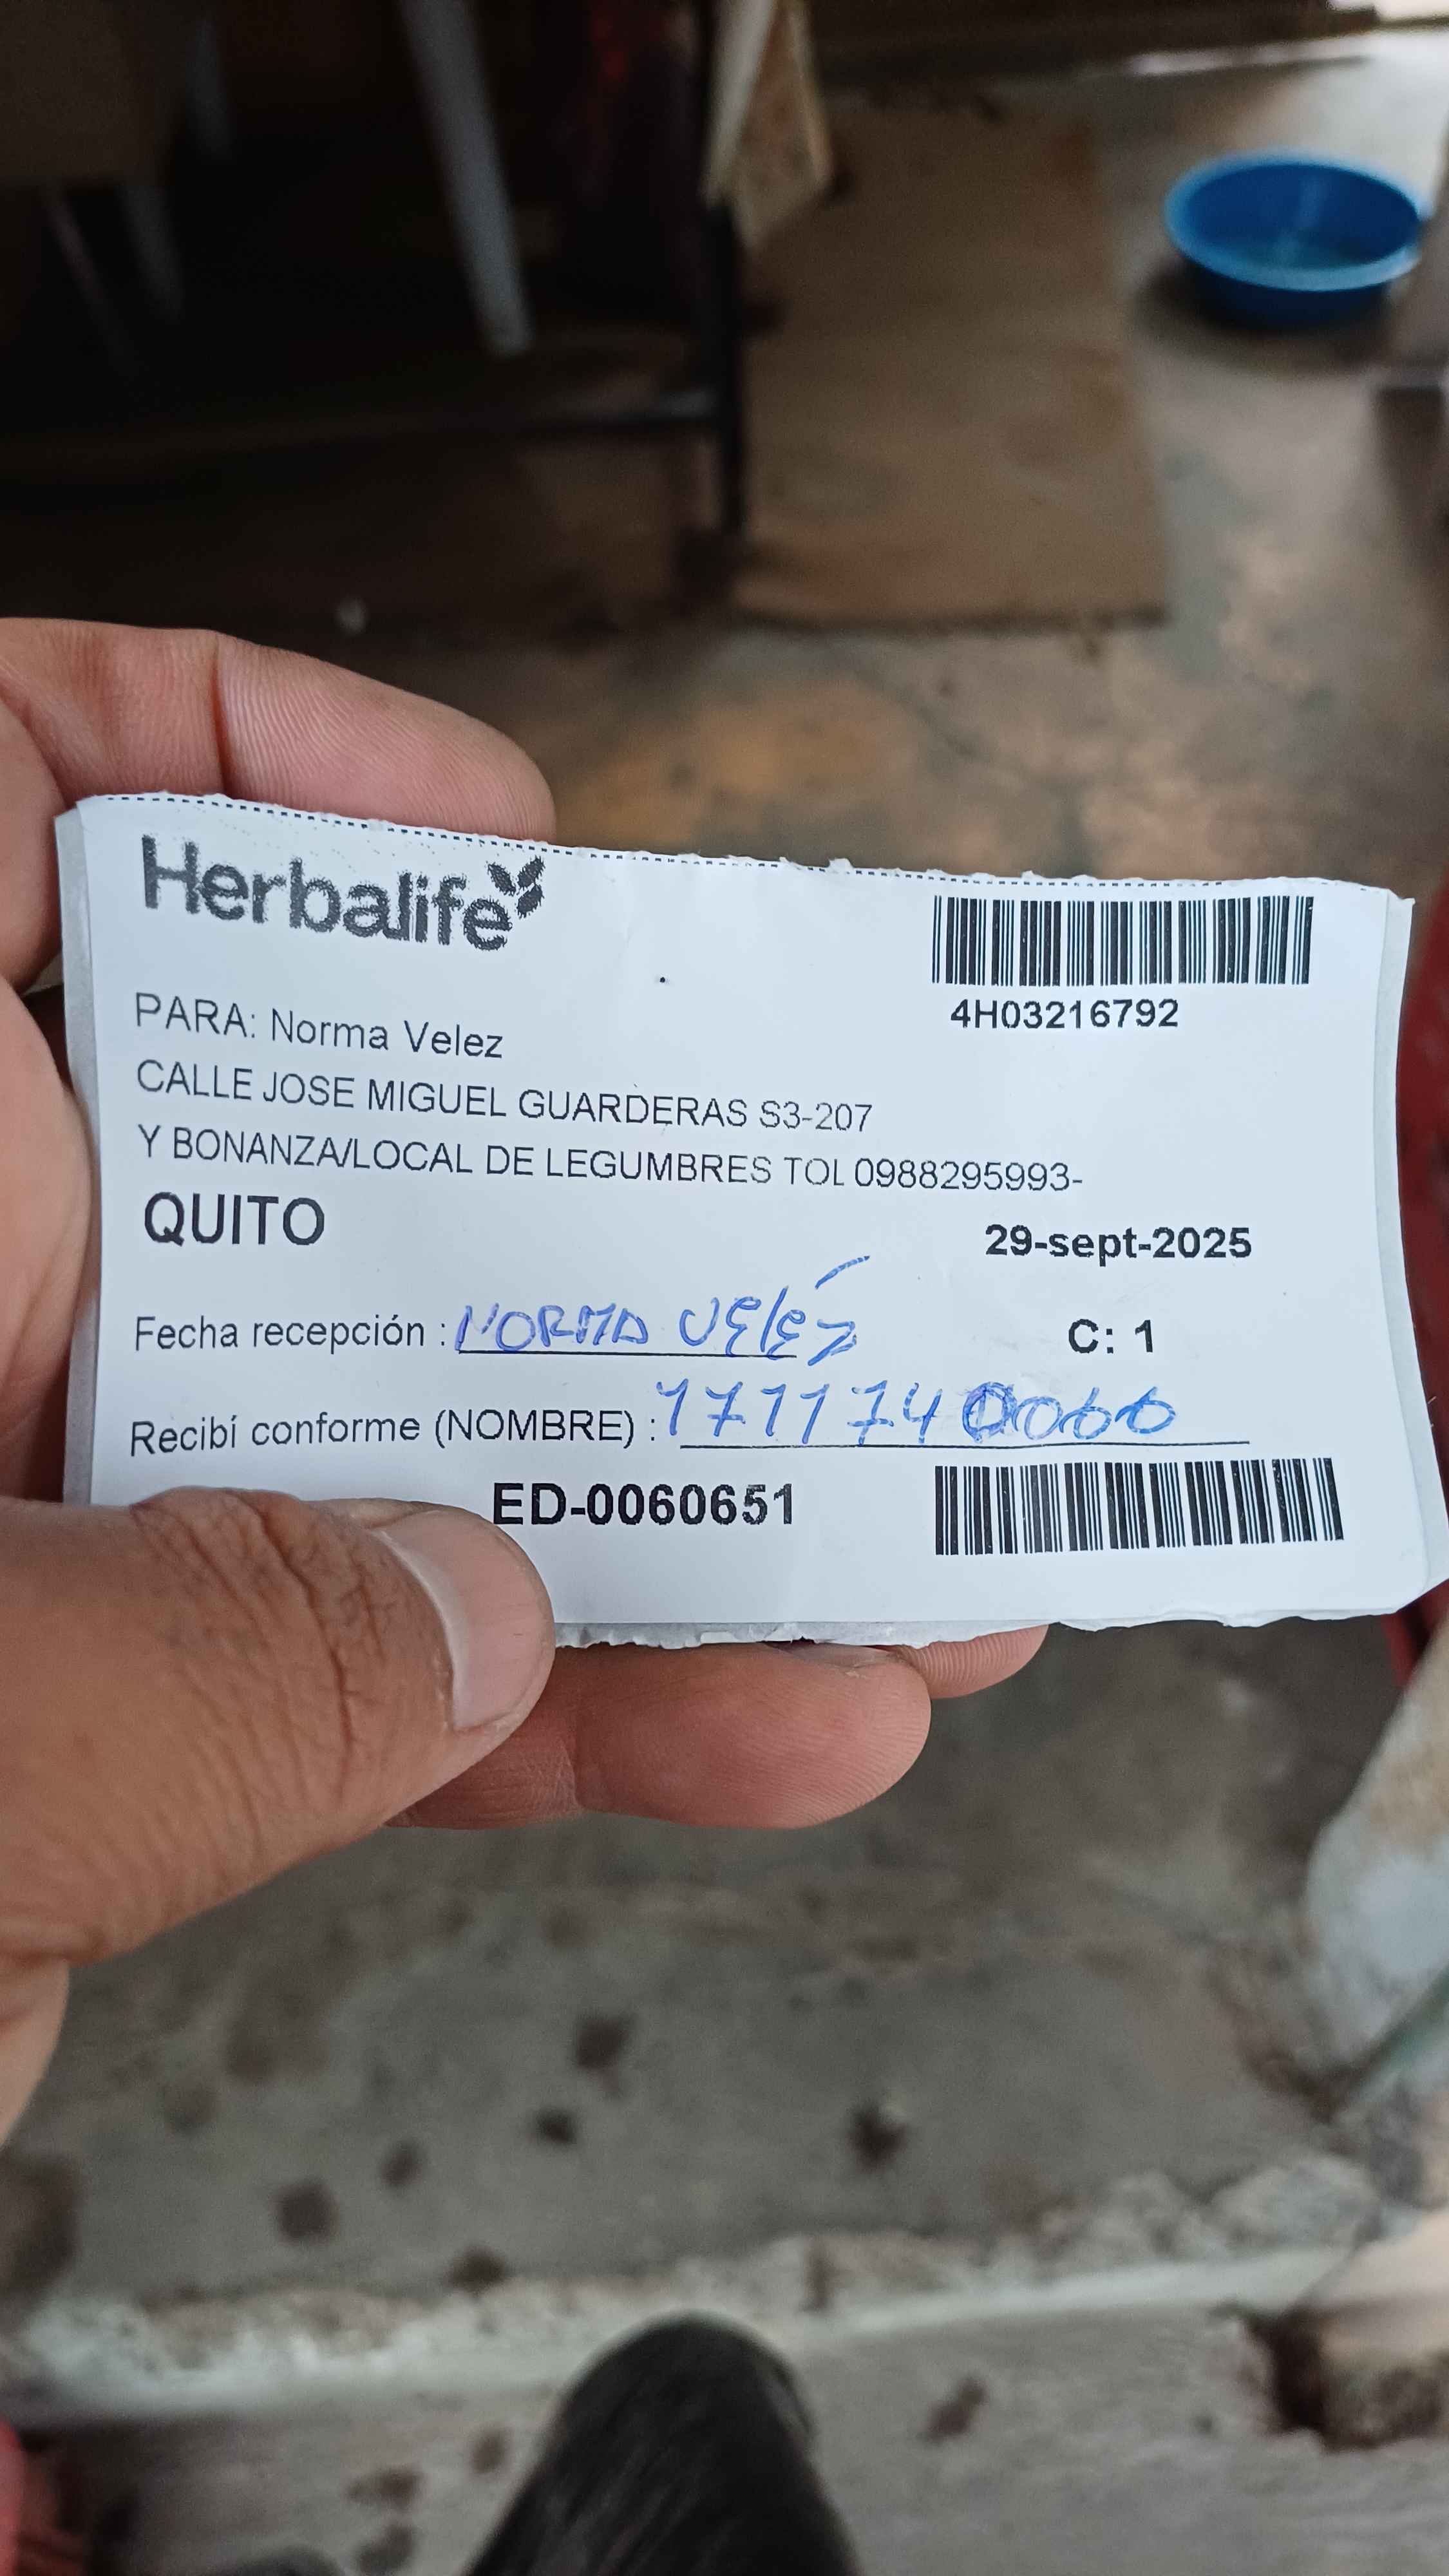 Herbalife
4H03216792
PARA: Norma Velez
CALLE JOSE MIGUEL GUARDERAS S3-207
Y BONANZA/LOCAL DE LEGUMBRES TOL 0988295993-
QUITO
29-sept-2025
Fecha recepción : NORMA Veléz
C: 1
Recibí conforme (NOMBRE) : 1711740066
ED-0060651